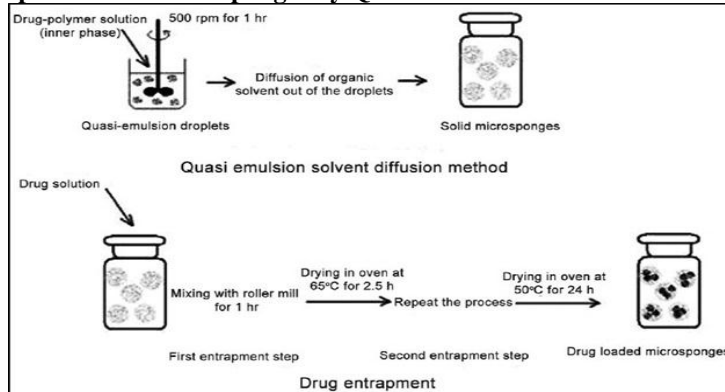 Drug-polymer solution
(inner phase)
500 rpm for 1 hr
Diffusion of organic
solvent out of the droplets
Quasi-emulsion droplets
Solid microsponges
Quasi emulsion solvent diffusion method
Drug solution
Mixing with roller mill
for 1 hr
Drying in oven at
65°C for 2.5 h
Repeat the process
Drying in oven at
50°C for 24 h
First entrapment step
Second entrapment step
Drug loaded microsponges
Drug entrapment